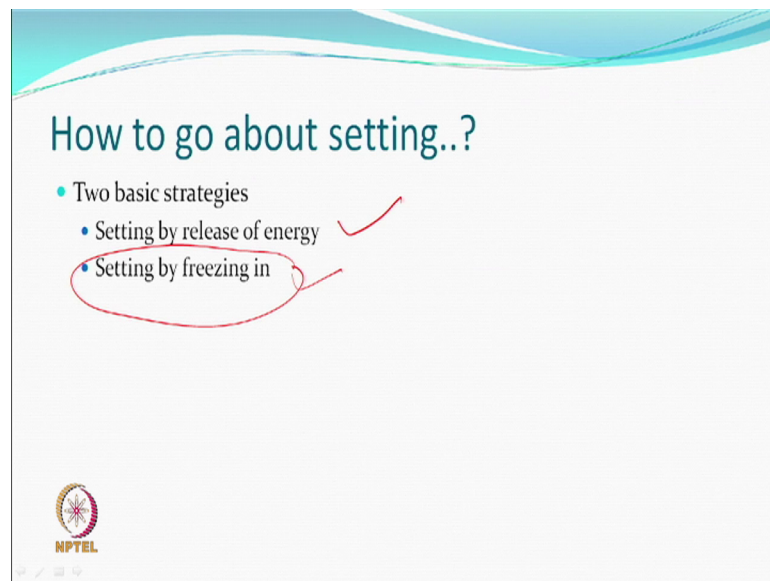 How to go about setting..?
Two basic strategies
Setting by release of energy
Setting by freezing in
NPTEL